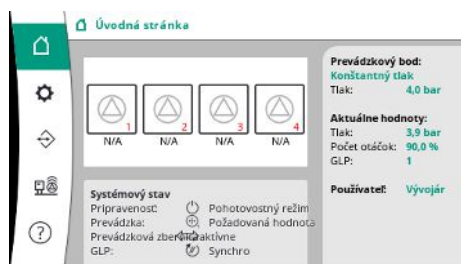 Úvodná stránka
1 2 3 4
N/A N/A N/A N/A
Systémový stav
Pripravenosť: Pohotovostný režim
Prevádzka: Požadovaná hodnota
Prevádzková aktívne
GLP: Synchro
Prevádzkový bod:
Konštantný tlak
Tlak: 4,0 bar
Aktuálne hodnoty:
Tlak: 3,9 bar
Počet otáčok: 90,0 %
GLP: 1
Používateľ: Vývojár